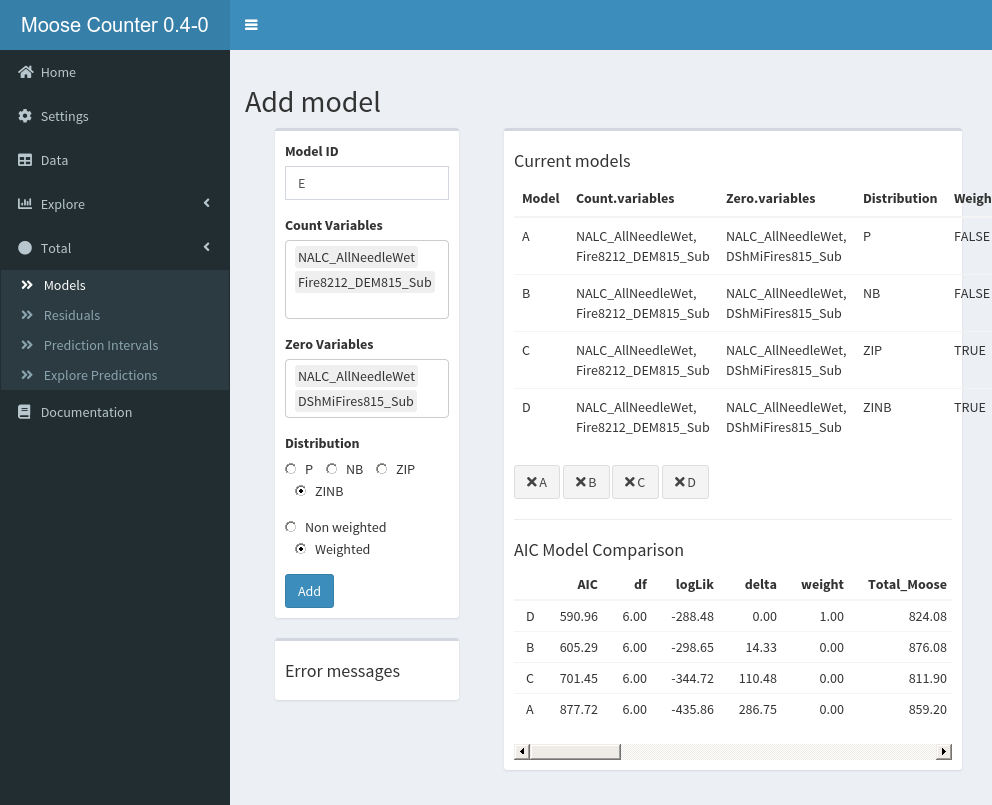 Moose Counter 0.4-0
Home
Settings
Data
Explore
Total
Models
Residuals
Prediction Intervals
Explore Predictions
Documentation
Add model
Model ID
E
Count Variables
NALC_AllNeedleWet
Fire8212_DEM815_Sub
Zero Variables
NALC_AllNeedleWet
DShMiFires815_Sub
Distribution
P NB ZIP
ZINB
Non weighted
Weighted
Add
Error messages
Current models
Model Count.variables Zero.variables Distribution Weigh
A NALC_AllNeedleWet, NALC_AllNeedleWet, P FALSE
Fire8212_DEM815_Sub DShMiFires815_Sub
B NALC_AllNeedleWet, NALC_AllNeedleWet, NB FALSE
Fire8212_DEM815_Sub DShMiFires815_Sub
C NALC_AllNeedleWet, NALC_AllNeedleWet, ZIP TRUE
Fire8212_DEM815_Sub DShMiFires815_Sub
D NALC_AllNeedleWet, NALC_AllNeedleWet, ZINB TRUE
Fire8212_DEM815_Sub DShMiFires815_Sub
A B C D
AIC Model Comparison
AIC df logLik delta weight Total_Moose
D 590.96 6.00 -288.48 0.00 1.00 824.08
B 605.29 6.00 -298.65 14.33 0.00 876.08
C 701.45 6.00 -344.72 110.48 0.00 811.90
A 877.72 6.00 -435.86 286.75 0.00 859.20